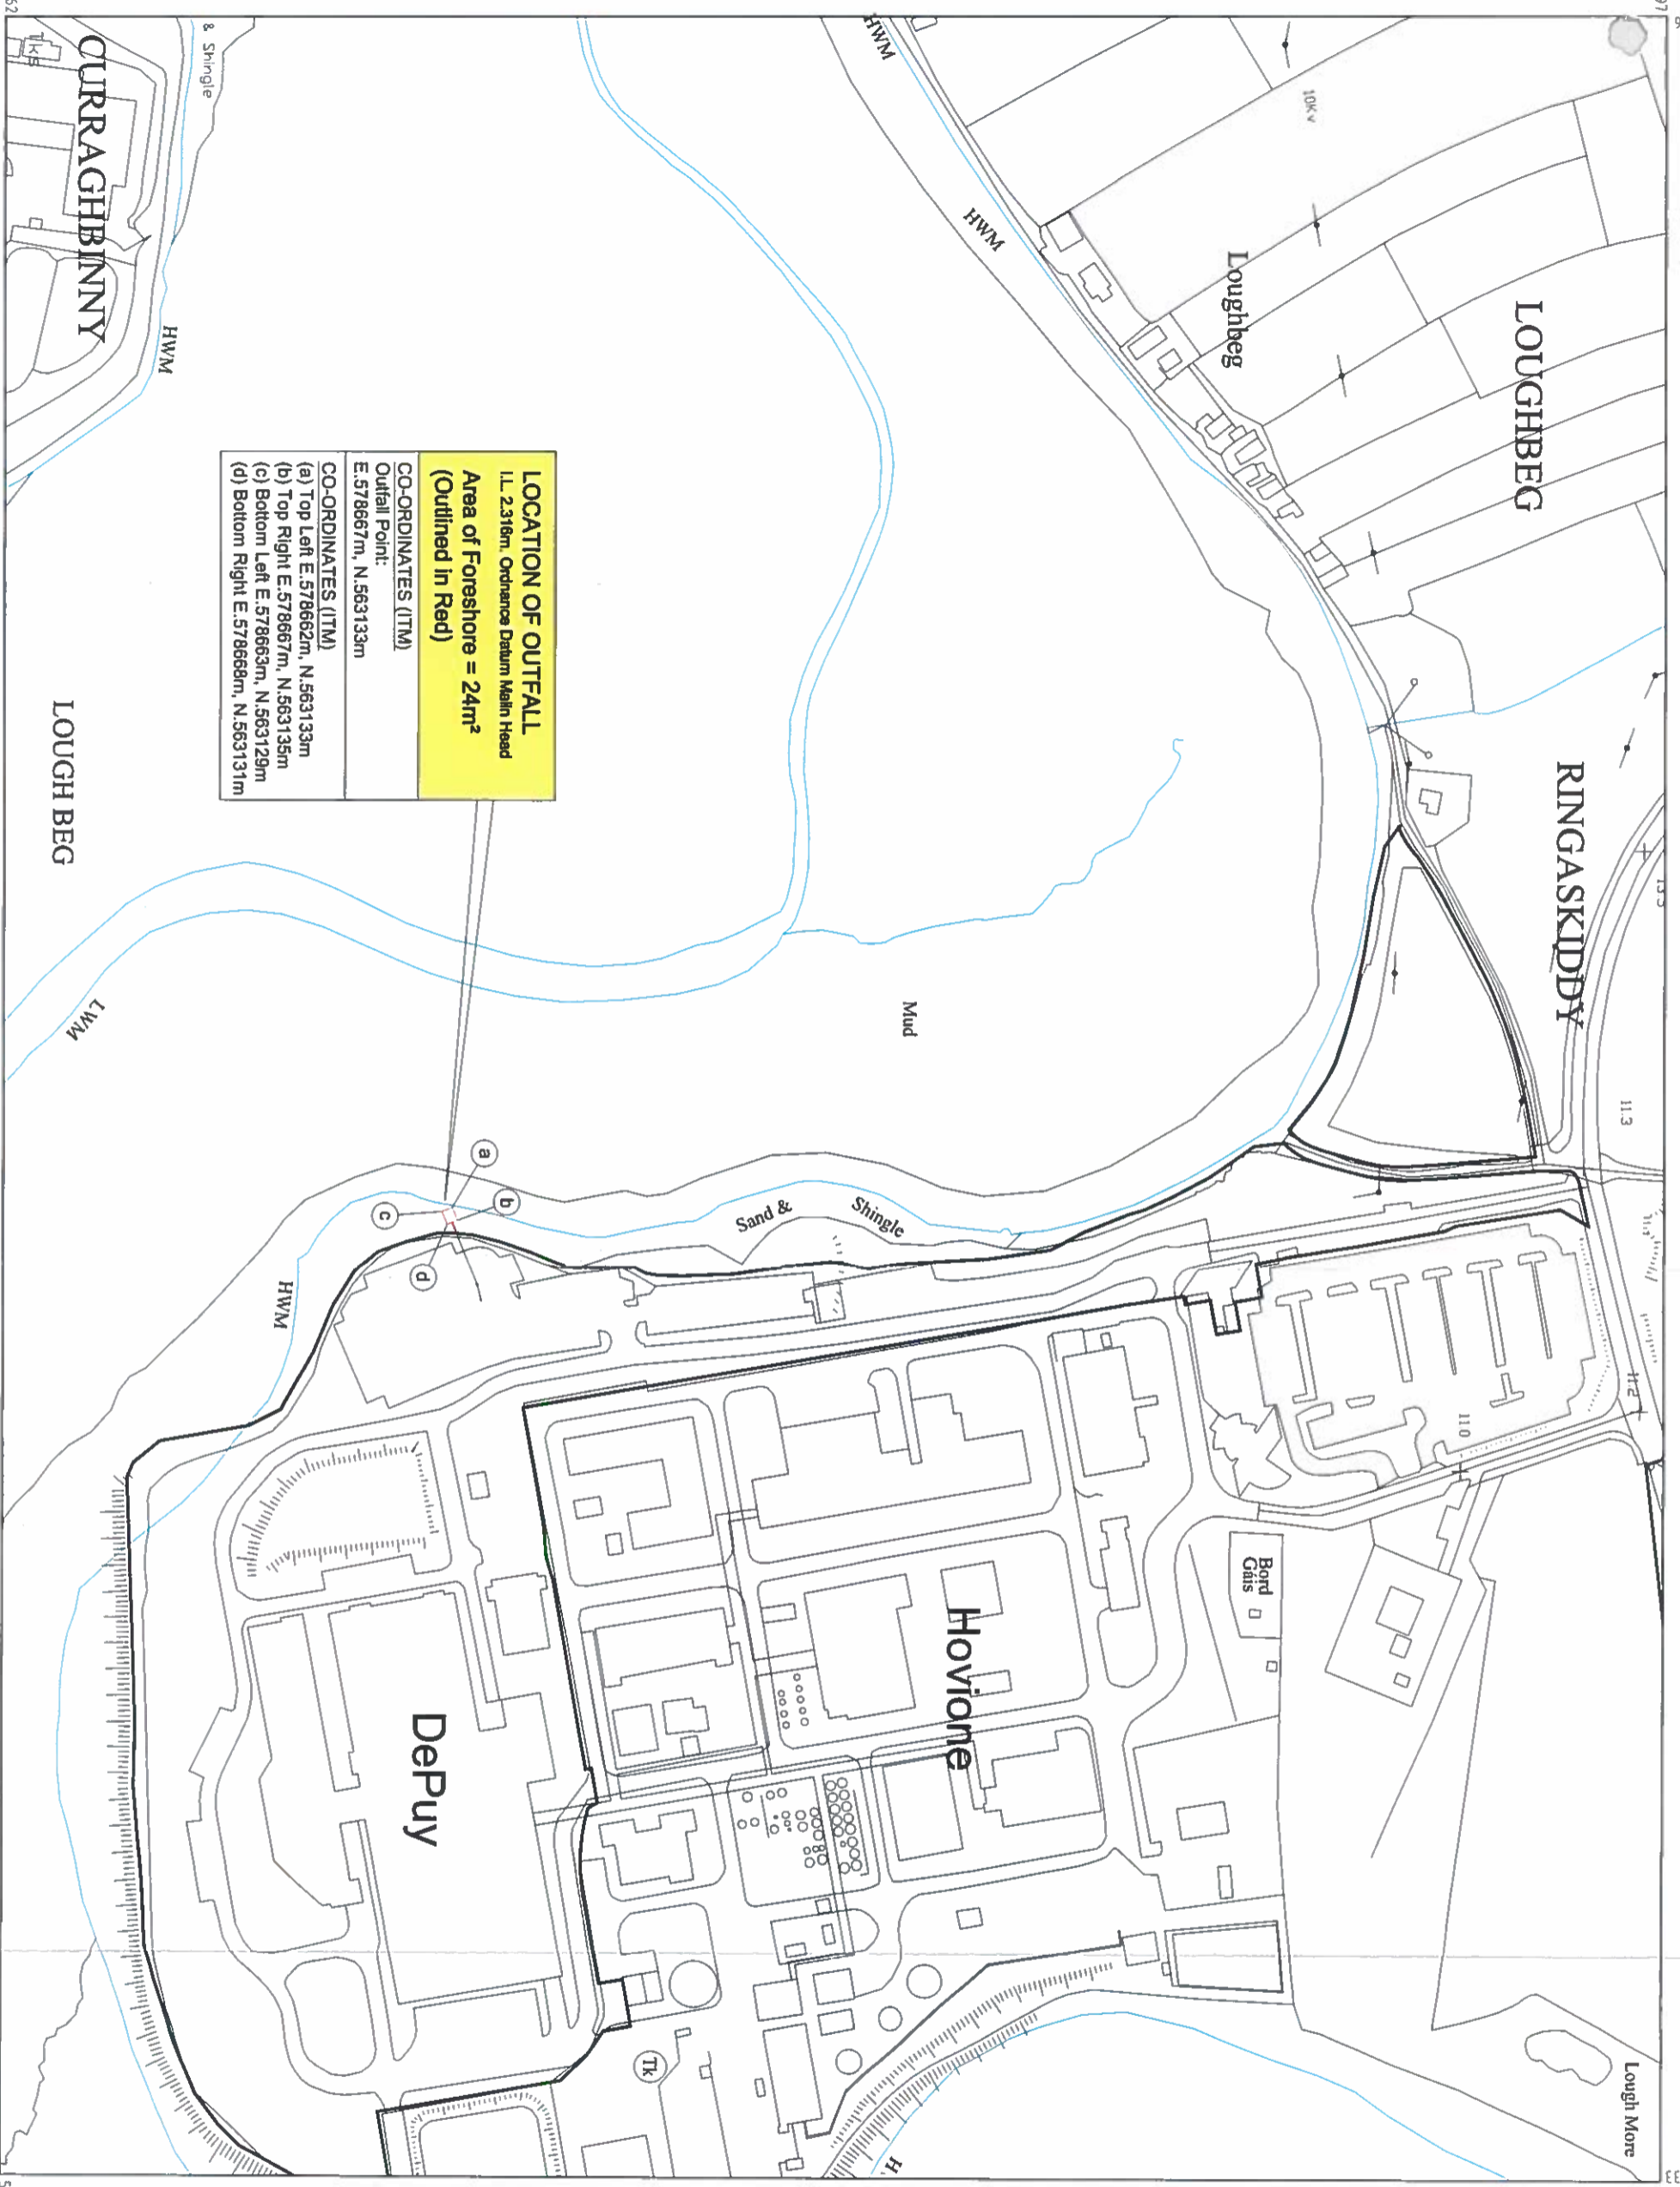 LOUGHBEG
RINGASKIDDY
Loughbeg
10Kv
HWM
HWM
11.3
11.2
11.0
Lough More
Bord
Gáis
Mud
Sand &
Shingle
Hovione
DePuy
Tk
LOCATION OF OUTFALL
I.L. 2.316m. Ordnance Datum Malin Head
Area of Foreshore = 24m²
(Outlined in Red)
CO-ORDINATES (ITM)
Outfall Point:
E.578667m, N.563133m
CO-ORDINATES (ITM)
(a) Top Left E.578662m, N.563133m
(b) Top Right E.578667m, N.563135m
(c) Bottom Left E.578663m, N.563129m
(d) Bottom Right E.578668m, N.563131m
a
b
c
d
HWM
LWM
LOUGH BEG
& Shingle
CURRAGHBINNY
HWM
Tks
H.
33